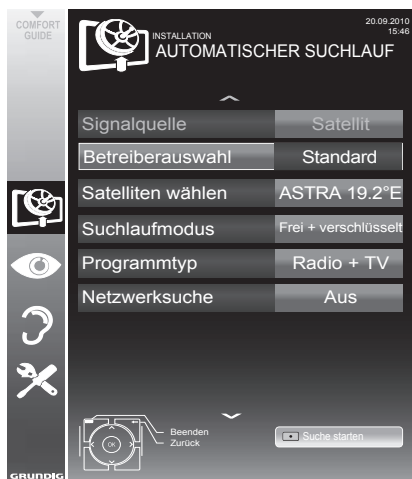 COMFORT
GUIDE
20.09.2010
15:46
INSTALLATION
AUTOMATISCHER SUCHLAUF
Signalquelle Satellit
Betreiberauswahl Standard
Satelliten wählen ASTRA 19.2°E
Suchlaufmodus Frei + verschlüsselt
Programmtyp Radio + TV
Netzwerksuche Aus
OK
Beenden
Zurück
Suche starten
GRUNDIG